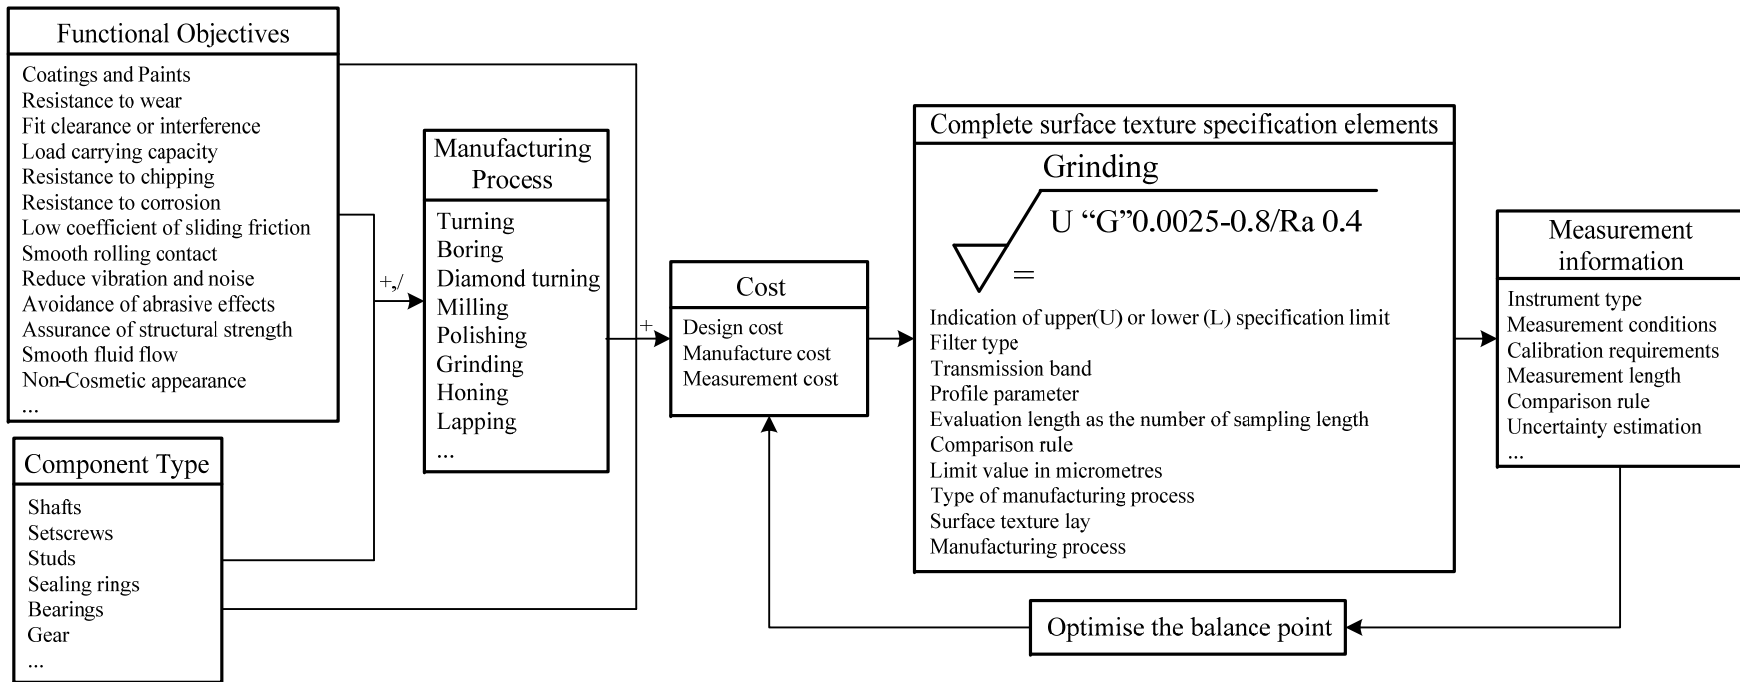 Functional Objectives
Coatings and Paints
Resistance to wear
Fit clearance or interference
Load carrying capacity
Resistance to chipping
Resistance to corrosion
Low coefficient of sliding friction
Smooth rolling contact
Reduce vibration and noise
Avoidance of abrasive effects
Assurance of structural strength
Smooth fluid flow
Non-Cosmetic appearance
...
Component Type
Shafts
Setscrews
Studs
Sealing rings
Bearings
Gear
...
+,/
Manufacturing
Process
Turning
Boring
Diamond turning
Milling
Polishing
Grinding
Honing
Lapping
...
+
Cost
Design cost
Manufacture cost
Measurement cost
Complete surface texture specification elements
Grinding
U “G”0.0025-0.8/Ra 0.4
=
Indication of upper(U) or lower (L) specification limit
Filter type
Transmission band
Profile parameter
Evaluation length as the number of sampling length
Comparison rule
Limit value in micrometres
Type of manufacturing process
Surface texture lay
Manufacturing process
Measurement
information
Instrument type
Measurement conditions
Calibration requirements
Measurement length
Comparison rule
Uncertainty estimation
...
Optimise the balance point